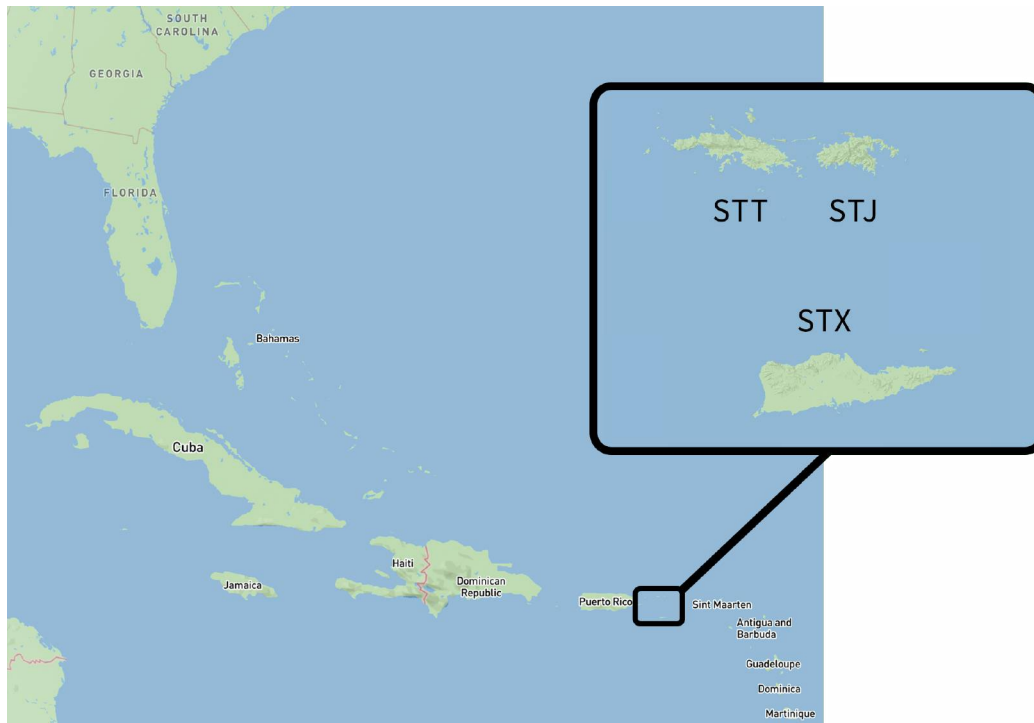 SOUTH
CAROLINA
GEORGIA
FLORIDA
STT
STJ
STX
Bahamas
Cuba
Haiti
Jamaica
Dominican
Republic
Puerto Rico
Sint Maarten
Antigua and
Barbuda
Guadeloupe
Dominica
Martinique